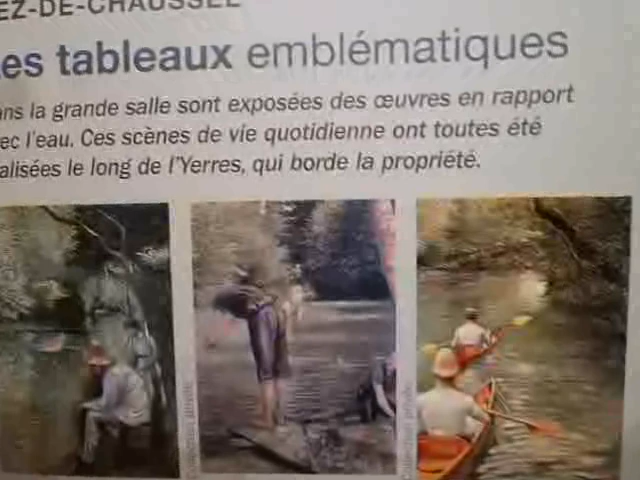 EZ-DE-CHAUSSÉE
es tableaux emblématiques
ans la grande salle sont exposées des œuvres en rapport
ec l'eau. Ces scènes de vie quotidienne ont toutes été
alisées le long de l'Yerres, qui borde la propriété.